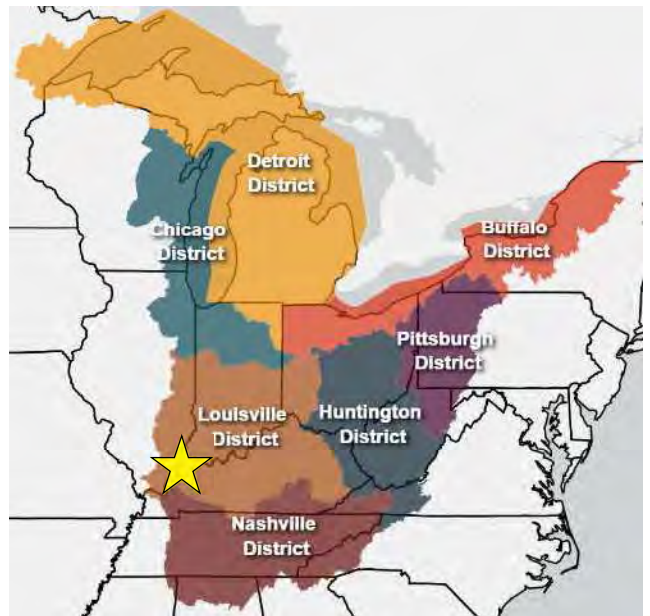 Detroit
District
Chicago
District
Buffalo
District
Pittsburgh
District
Louisville
District
Huntington
District
Nashville
District